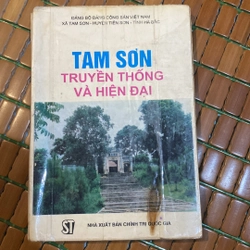 ĐẢNG BỘ ĐẢNG CỘNG SẢN VIỆT NAM
XÃ TAM SƠN - HUYỆN TIÊN SƠN - TỈNH HÀ BẮC
TAM SƠN
TRUYỀN THỐNG
VÀ HIỆN ĐẠI
ST
NHÀ XUẤT BẢN CHÍNH TRỊ QUỐC GIA